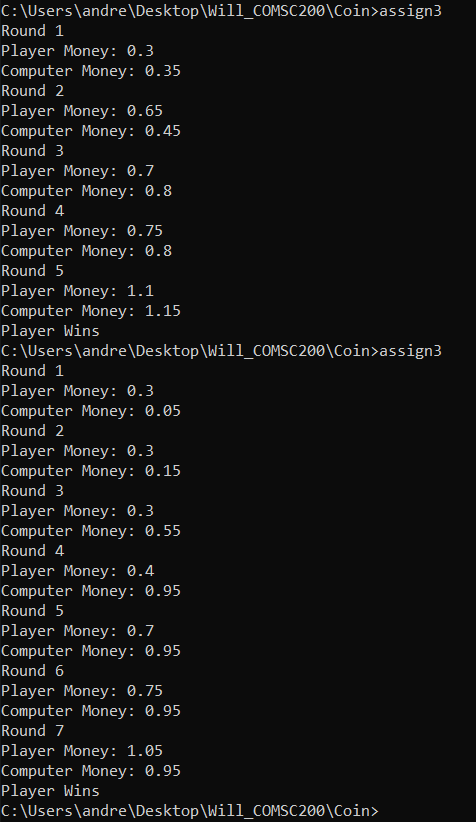 C:\Users\andre\Desktop\Will_COMSC200\Coin>assign3
Round 1
Player Money: 0.3
Computer Money: 0.35
Round 2
Player Money: 0.65
Computer Money: 0.45
Round 3
Player Money: 0.7
Computer Money: 0.8
Round 4
Player Money: 0.75
Computer Money: 0.8
Round 5
Player Money: 1.1
Computer Money: 1.15
Player Wins
C:\Users\andre\Desktop\Will_COMSC200\Coin>assign3
Round 1
Player Money: 0.3
Computer Money: 0.05
Round 2
Player Money: 0.3
Computer Money: 0.15
Round 3
Player Money: 0.3
Computer Money: 0.55
Round 4
Player Money: 0.4
Computer Money: 0.95
Round 5
Player Money: 0.7
Computer Money: 0.95
Round 6
Player Money: 0.75
Computer Money: 0.95
Round 7
Player Money: 1.05
Computer Money: 0.95
Player Wins
C:\Users\andre\Desktop\Will_COMSC200\Coin>